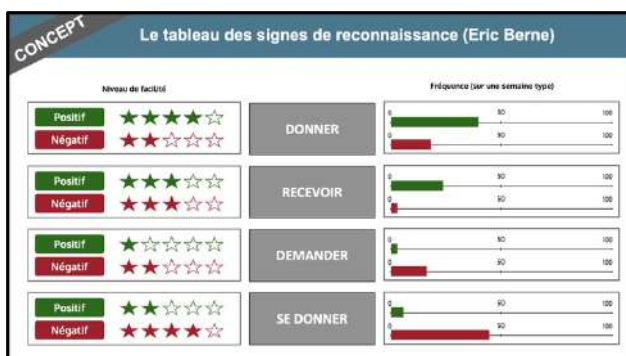 CONCEPT
Le tableau des signes de reconnaissance (Eric Berne)
Niveau de facilité
Fréquence (sur une semaine type)
Positif
Négatif
DONNER
0 50 100
0 50 100
Positif
Négatif
RECEVOIR
0 50 100
0 50 100
Positif
Négatif
DEMANDER
0 50 100
0 50 100
Positif
Négatif
SE DONNER
0 50 100
0 50 100